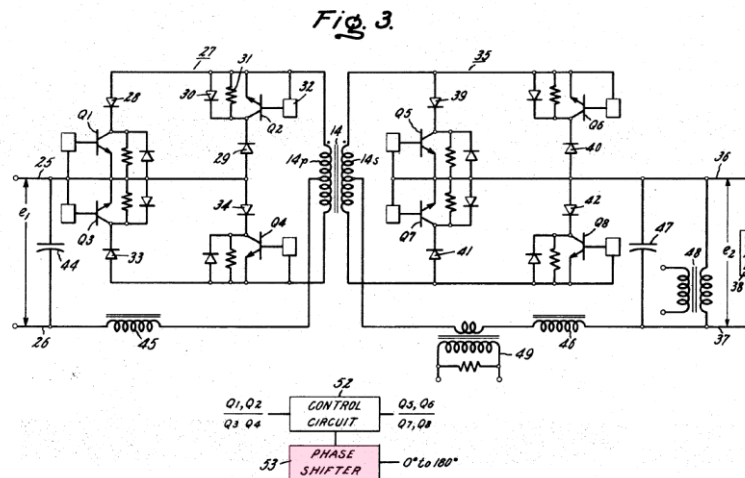 Fig. 3.
27
35
28
30
31
32
Q1
Q2
29
14
14p
14s
39
Q5
Q6
40
25
36
e1
34
Q3
Q4
33
44
42
Q7
Q8
41
47
48
e2
38
26
45
49
46
37
52
Q1, Q2
Q3 Q4
CONTROL
CIRCUIT
Q5, Q6
Q7, Q8
53
PHASE
SHIFTER
0° to 180°